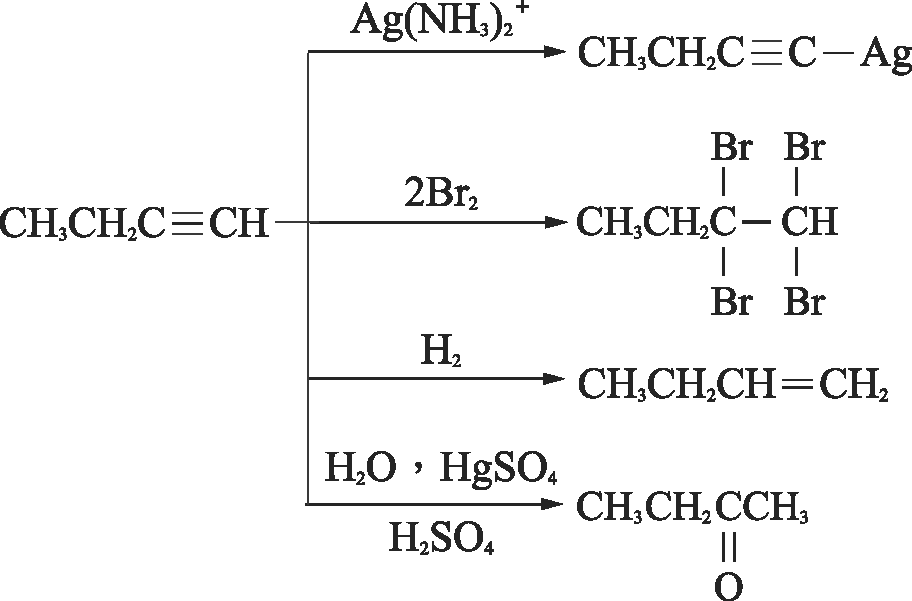 Ag(NH₃)₂⁺
CH₃CH₂C≡C−Ag
Br Br
2Br₂
CH₃CH₂C≡CH
CH₃CH₂C−CH
Br Br
H₂
CH₃CH₂CH=CH₂
H₂O，HgSO₄
CH₃CH₂CCH₃
H₂SO₄
O